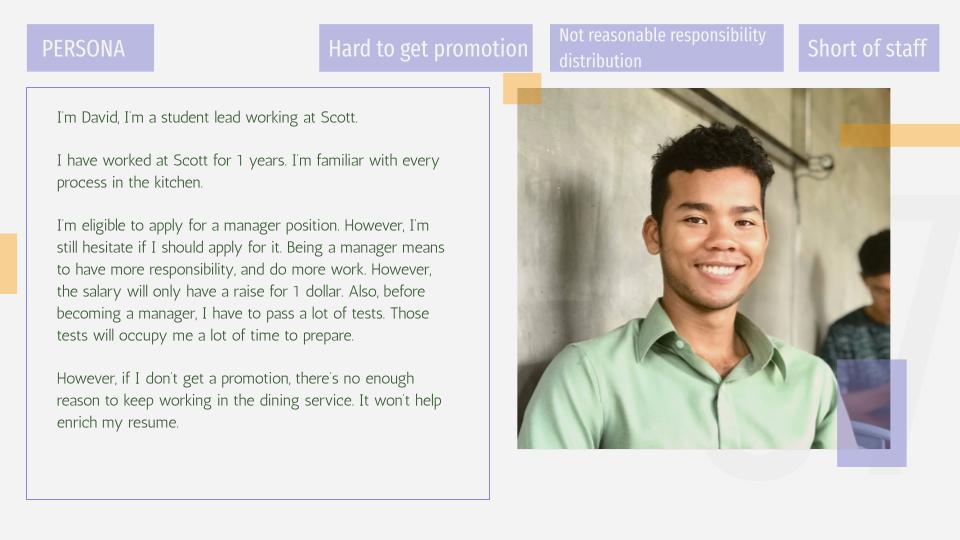 PERSONA
Hard to get promotion
Not reasonable responsibility
distribution
Short of staff
I'm David, I'm a student lead working at Scott.
I have worked at Scott for 1 years. I'm familiar with every
process in the kitchen.
I'm eligible to apply for a manager position. However, I'm
still hesitate if I should apply for it. Being a manager means
to have more responsibility, and do more work. However,
the salary will only have a raise for 1 dollar. Also, before
becoming a manager, I have to pass a lot of tests. Those
tests will occupy me a lot of time to prepare.
However, if I don't get a promotion, there's no enough
reason to keep working in the dining service. It won't help
enrich my resume.